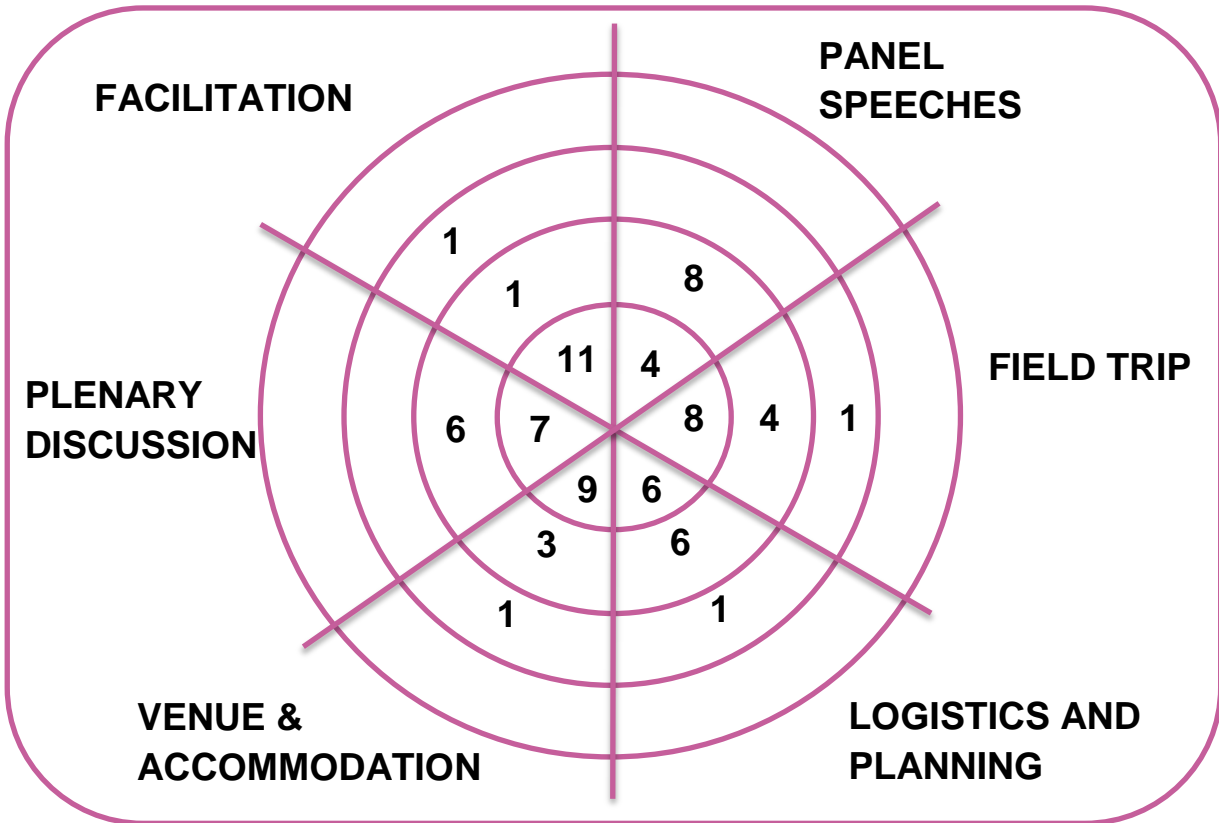 PANEL
SPEECHES
FACILITATION
1
8
1
11
4
FIELD TRIP
PLENARY
DISCUSSION
6
7
8
4
1
9
6
3
6
1
1
VENUE &
ACCOMMODATION
LOGISTICS AND
PLANNING